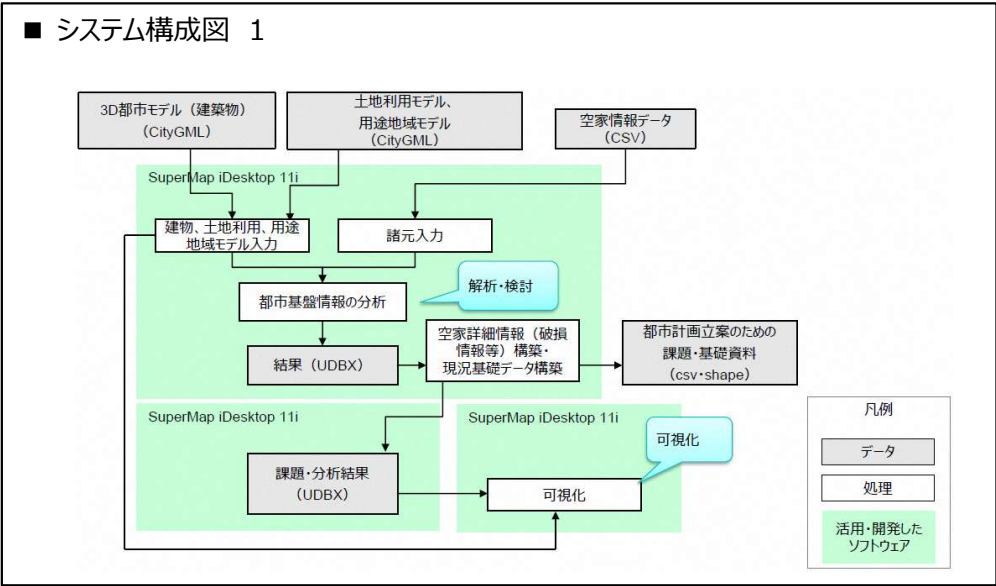 ■ システム構成図 1
3D都市モデル（建築物）
（CityGML）
土地利用モデル、
用途地域モデル
（CityGML）
空家情報データ
（CSV）
SuperMap iDesktop 11i
建物、土地利用、用途
地域モデル入力
諸元入力
都市基盤情報の分析
解析・検討
結果（UDBX）
空家詳細情報（破損
情報等）構築・
現況基礎データ構築
都市計画立案のための
課題・基礎資料
（csv・shape）
SuperMap iDesktop 11i
課題・分析結果
（UDBX）
SuperMap iDesktop 11i
可視化
可視化
凡例
データ
処理
活用・開発した
ソフトウェア